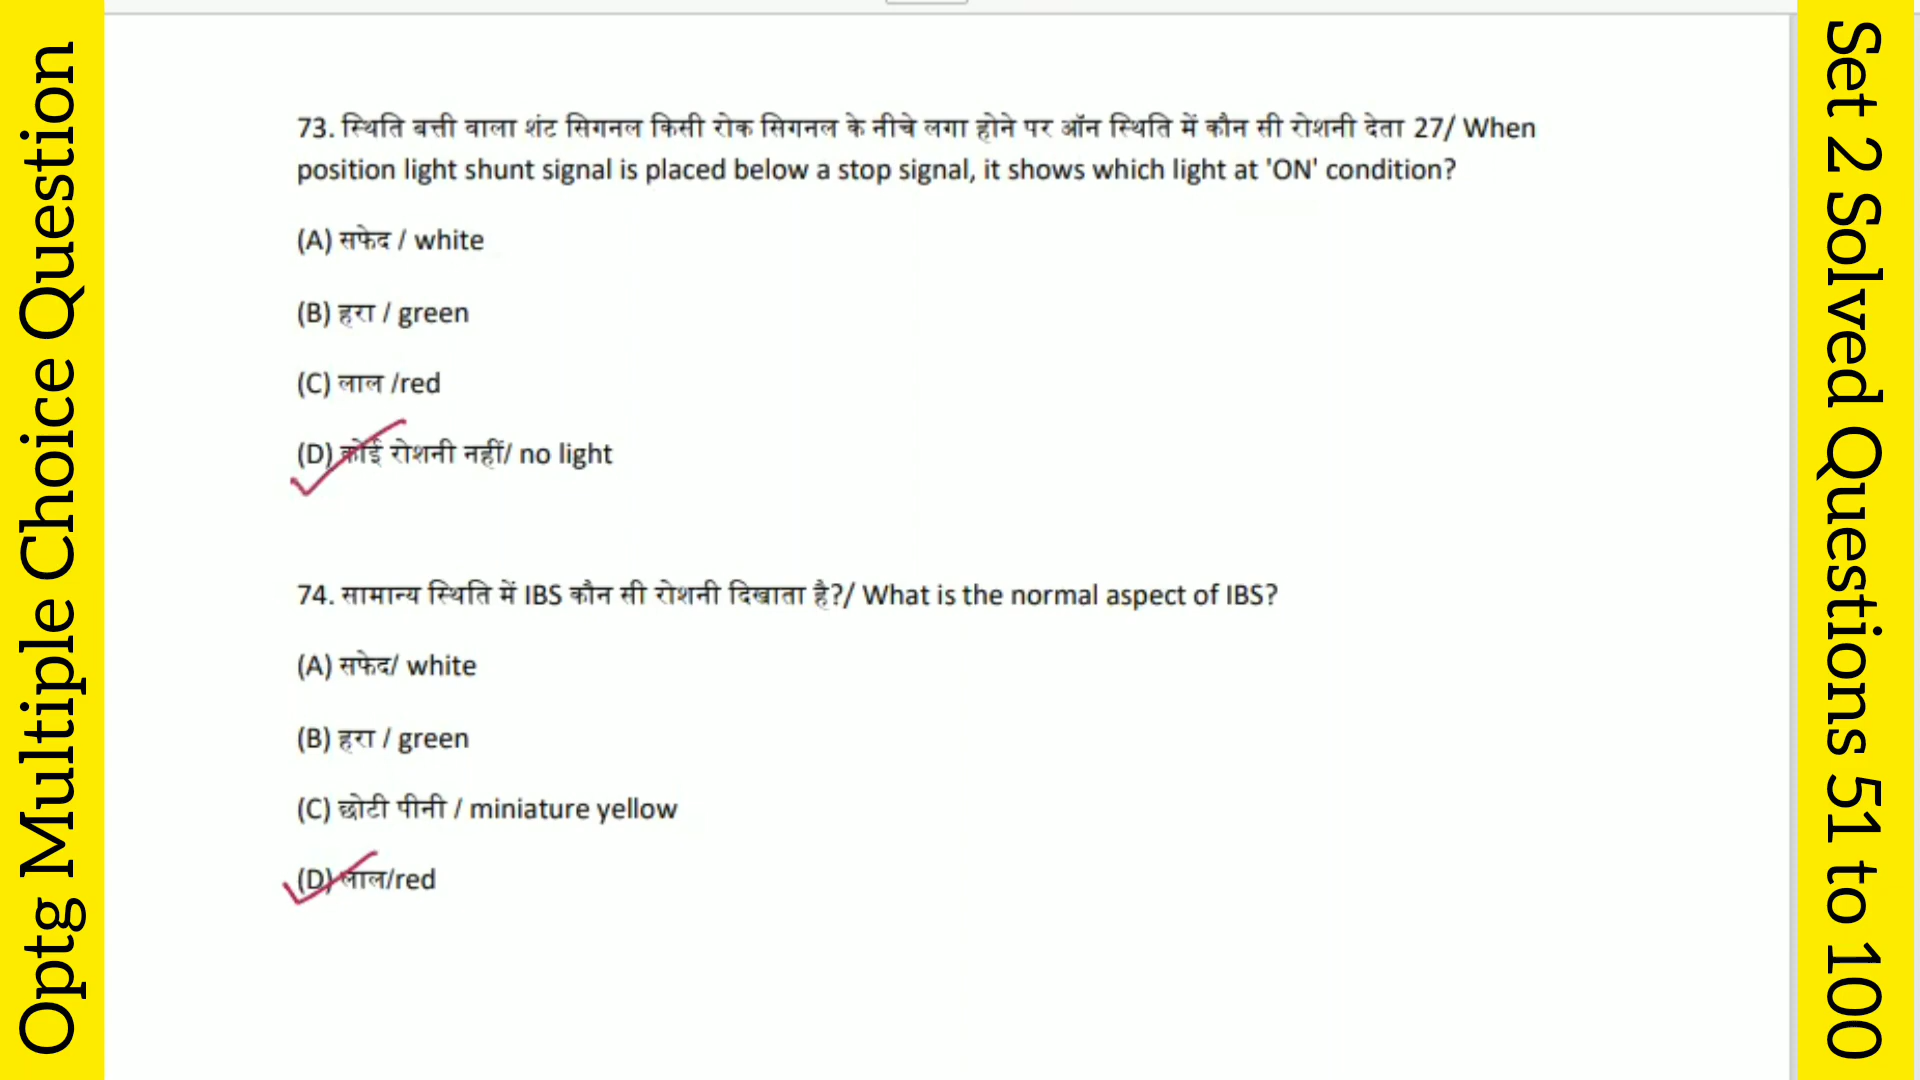 Optg Multiple Choice Question
73. स्थिति बत्ती वाला शंट सिगनल किसी रोक सिगनल के नीचे लगा होने पर ऑन स्थिति में कौन सी रोशनी देता 27/ When
position light shunt signal is placed below a stop signal, it shows which light at 'ON' condition?
(A) सफेद / white
(B) हरा / green
(C) लाल /red
(D) कोई रोशनी नहीं/ no light
74. सामान्य स्थिति में IBS कौन सी रोशनी दिखाता है?/ What is the normal aspect of IBS?
(A) सफेद/ white
(B) हरा / green
(C) छोटी पीनी / miniature yellow
(D) लाल/red
Set 2 Solved Questions 51 to 100